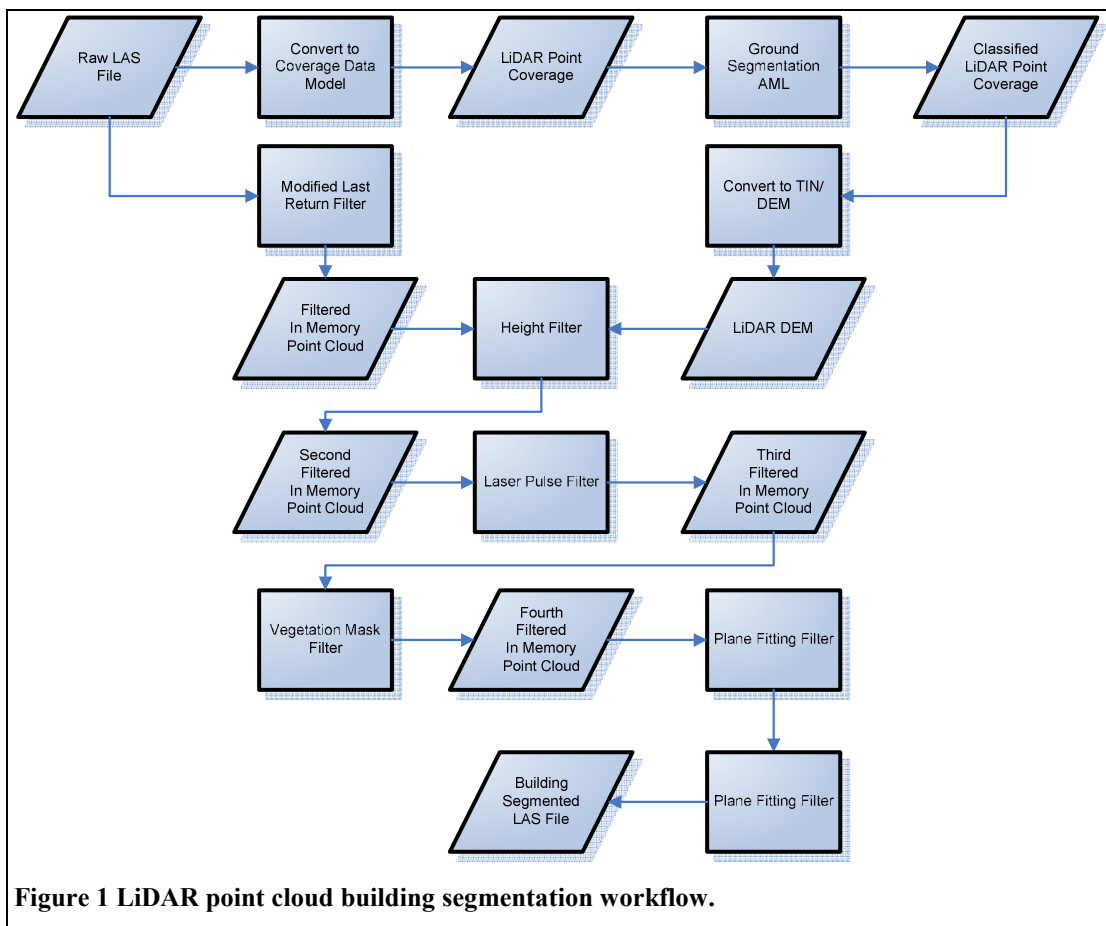 Raw LAS
File
Convert to
Coverage Data
Model
LiDAR Point
Coverage
Ground
Segmentation
AML
Classified
LiDAR Point
Coverage
Modified Last
Return Filter
Convert to TIN/
DEM
Filtered
In Memory
Point Cloud
Height Filter
LiDAR DEM
Second
Filtered
In Memory
Point Cloud
Laser Pulse Filter
Third
Filtered
In Memory
Point Cloud
Vegetation Mask
Filter
Fourth
Filtered
In Memory
Point Cloud
Plane Fitting Filter
Building
Segmented
LAS File
Plane Fitting Filter
Figure 1 LiDAR point cloud building segmentation workflow.